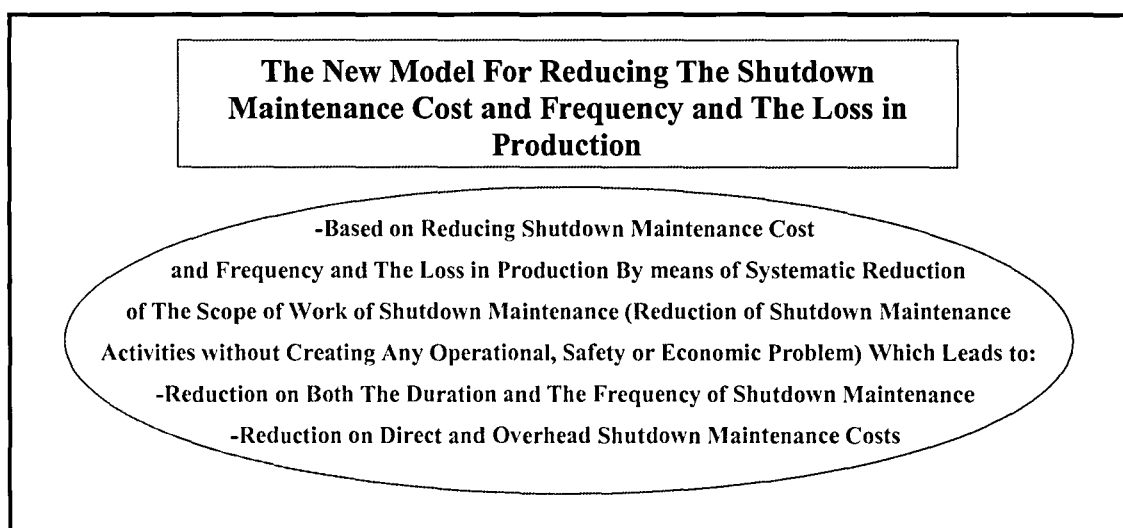 The New Model For Reducing The Shutdown
Maintenance Cost and Frequency and The Loss in
Production
-Based on Reducing Shutdown Maintenance Cost
and Frequency and The Loss in Production By means of Systematic Reduction
of The Scope of Work of Shutdown Maintenance (Reduction of Shutdown Maintenance
Activities without Creating Any Operational, Safety or Economic Problem) Which Leads to:
-Reduction on Both The Duration and The Frequency of Shutdown Maintenance
-Reduction on Direct and Overhead Shutdown Maintenance Costs